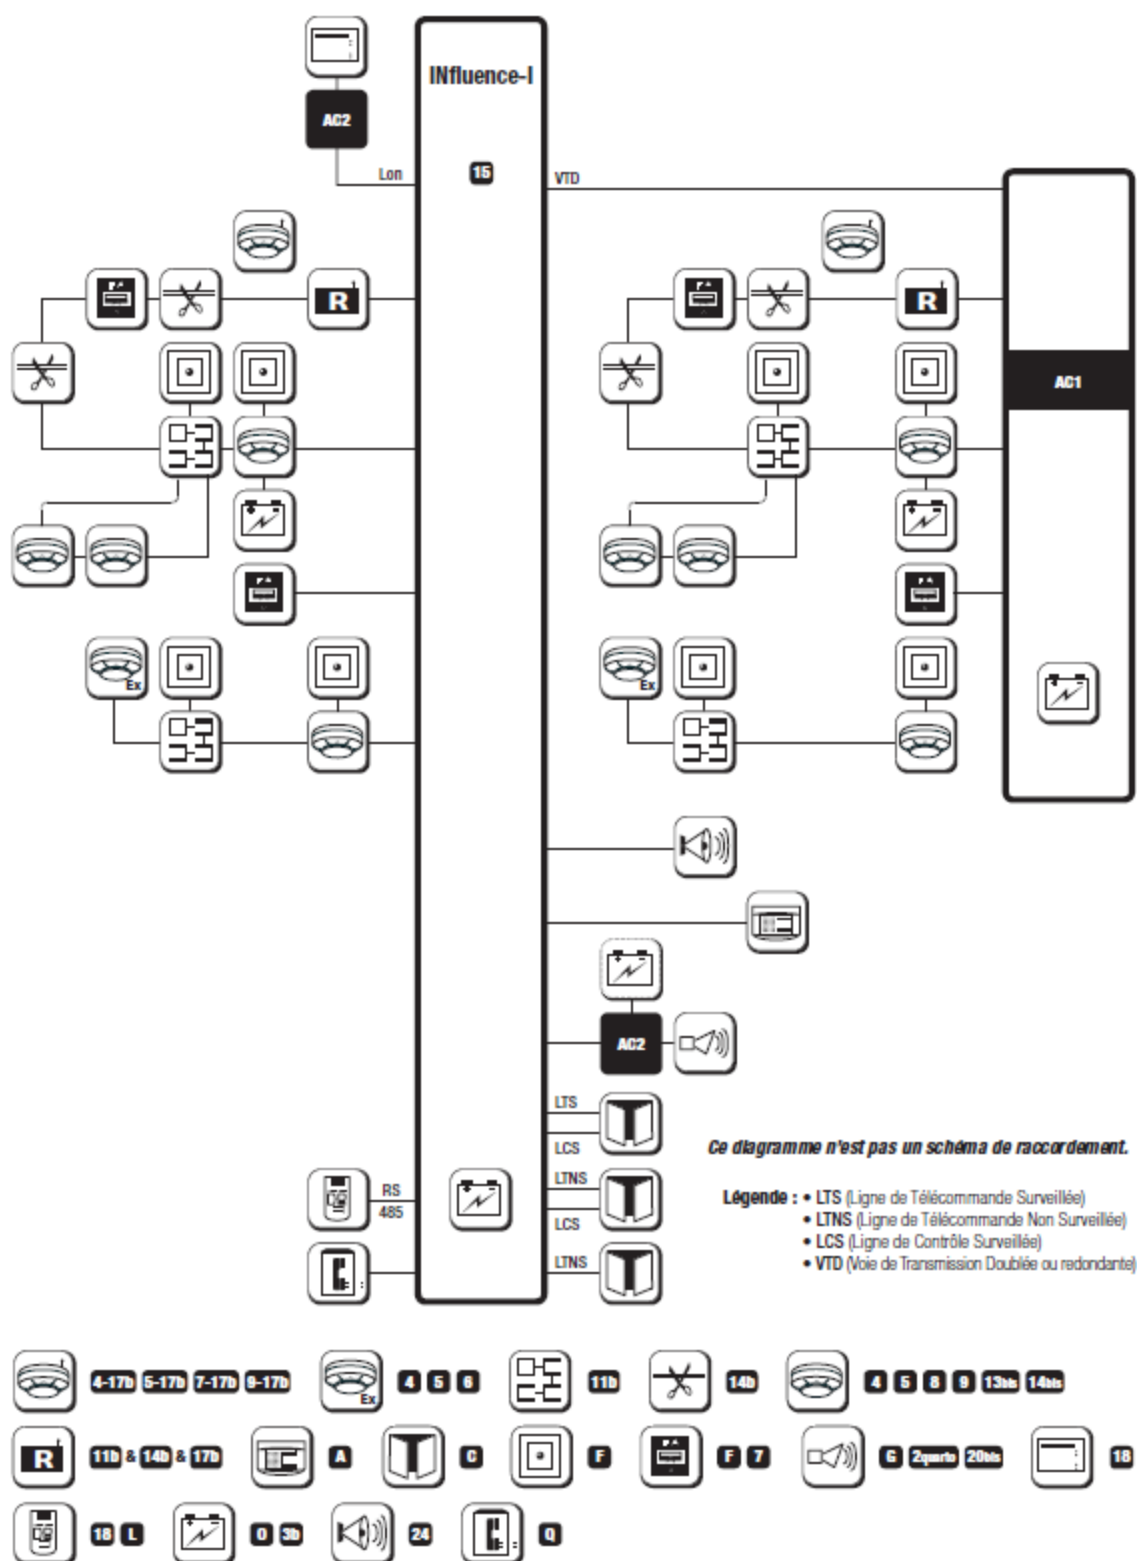 INfluence-I
AC2
Lon
15
VTD
R
R
AC1
Ex
Ex
AC2
LTS
LCS
RS
485
LTNS
LCS
LTNS
Ce diagramme n'est pas un schéma de raccordement.
Légende : • LTS (Ligne de Télécommande Surveillée)
• LTNS (Ligne de Télécommande Non Surveillée)
• LCS (Ligne de Contrôle Surveillée)
• VTD (Voie de Transmission Doublée ou redondante)
4-17b 5-17b 7-17b 9-17b Ex 4 5 6 11b 14b 4 5 8 9 13bis 14bis
R 11b & 14b & 17b A C F F 7 G 2quarto 20bis 18
18 L O 3b 24 Q